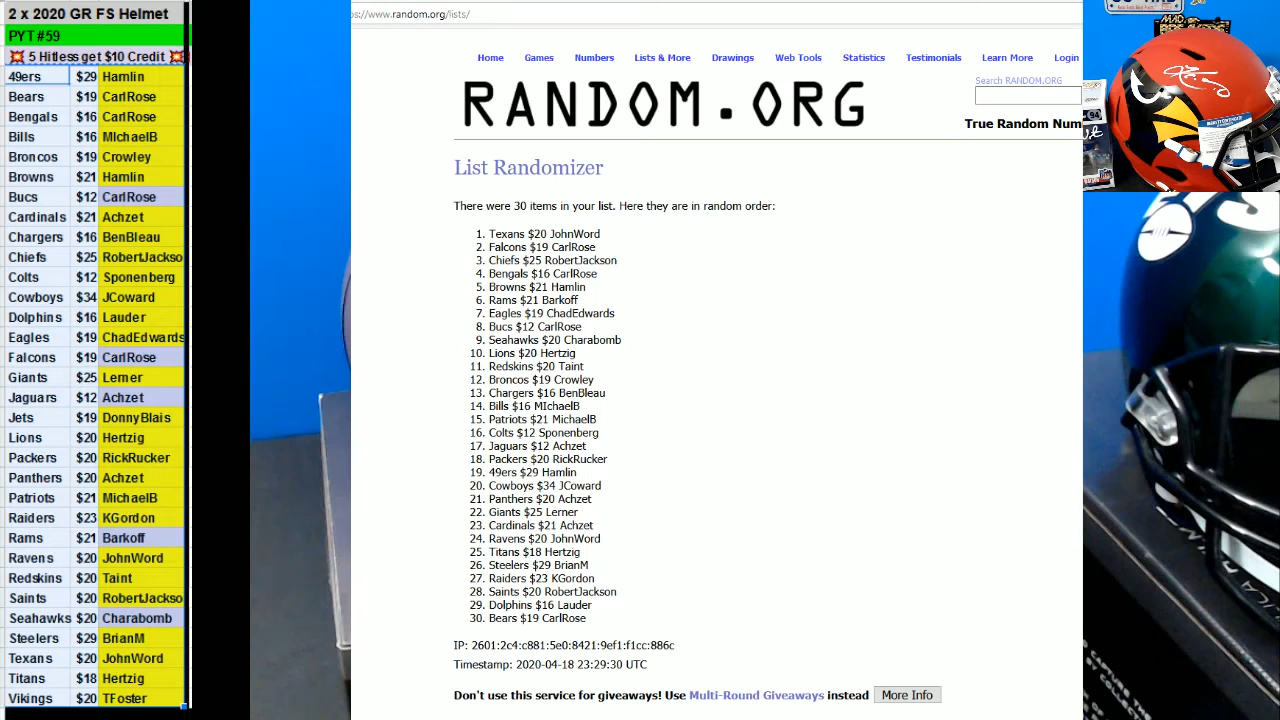 2 x 2020 GR FS Helmet
PYT #59
💥 5 Hitless get $10 Credit 💥
49ers $29 Hamlin
Bears $19 CarlRose
Bengals $16 CarlRose
Bills $16 MIchaelB
Broncos $19 Crowley
Browns $21 Hamlin
Bucs $12 CarlRose
Cardinals $21 Achzet
Chargers $16 BenBleau
Chiefs $25 RobertJackso
Colts $12 Sponenberg
Cowboys $34 JCoward
Dolphins $16 Lauder
Eagles $19 ChadEdwards
Falcons $19 CarlRose
Giants $25 Lerner
Jaguars $12 Achzet
Jets $19 DonnyBlais
Lions $20 Hertzig
Packers $20 RickRucker
Panthers $20 Achzet
Patriots $21 MichaelB
Raiders $23 KGordon
Rams $21 Barkoff
Ravens $20 JohnWord
Redskins $20 Taint
Saints $20 RobertJackso
Seahawks $20 Charabomb
Steelers $29 BrianM
Texans $20 JohnWord
Titans $18 Hertzig
Vikings $20 TFoster
s://www.random.org/lists/
Home Games Numbers Lists & More Drawings Web Tools Statistics Testimonials Learn More Login
Search RANDOM.ORG
RANDOM.ORG
True Random Num
List Randomizer
There were 30 items in your list. Here they are in random order:
1. Texans $20 JohnWord
2. Falcons $19 CarlRose
3. Chiefs $25 RobertJackson
4. Bengals $16 CarlRose
5. Browns $21 Hamlin
6. Rams $21 Barkoff
7. Eagles $19 ChadEdwards
8. Bucs $12 CarlRose
9. Seahawks $20 Charabomb
10. Lions $20 Hertzig
11. Redskins $20 Taint
12. Broncos $19 Crowley
13. Chargers $16 BenBleau
14. Bills $16 MIchaelB
15. Patriots $21 MichaelB
16. Colts $12 Sponenberg
17. Jaguars $12 Achzet
18. Packers $20 RickRucker
19. 49ers $29 Hamlin
20. Cowboys $34 JCoward
21. Panthers $20 Achzet
22. Giants $25 Lerner
23. Cardinals $21 Achzet
24. Ravens $20 JohnWord
25. Titans $18 Hertzig
26. Steelers $29 BrianM
27. Raiders $23 KGordon
28. Saints $20 RobertJackson
29. Dolphins $16 Lauder
30. Bears $19 CarlRose
IP: 2601:2c4:c881:5e0:8421:9ef1:f1cc:886c
Timestamp: 2020-04-18 23:29:30 UTC
Don't use this service for giveaways! Use Multi-Round Giveaways instead More Info